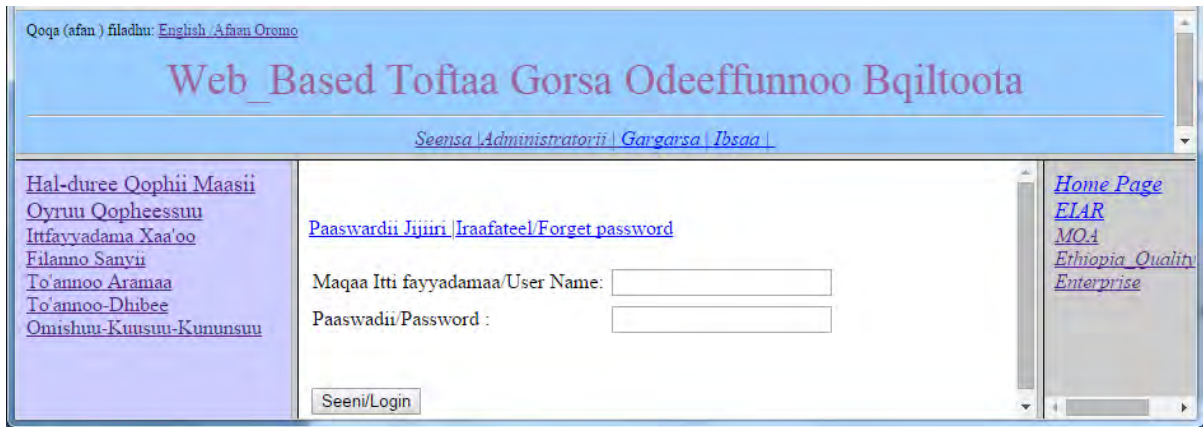 Qoqa (afan ) filadhu: English /Afaan Oromo
Web_Based Toftaa Gorsa Odeeffunnoo Bqiltoota
Seensa |Administratorii | Gargarsa | Ibsaa |
Hal-duree Qophii Maasii
Oyruu Qopheessuu
Ittfayyadama Xaa'oo
Filanno Sanyii
To'annoo Aramaa
To'annoo-Dhibee
Omishuu-Kuusuu-Kununsuu
Paaswardii Jijiiri |Iraafateel/Forget password
Maqaa Itti fayyadamaa/User Name:
Paaswadii/Password :
Seeni/Login
Home Page
EIAR
MOA
Ethiopia_Quality
Enterprise